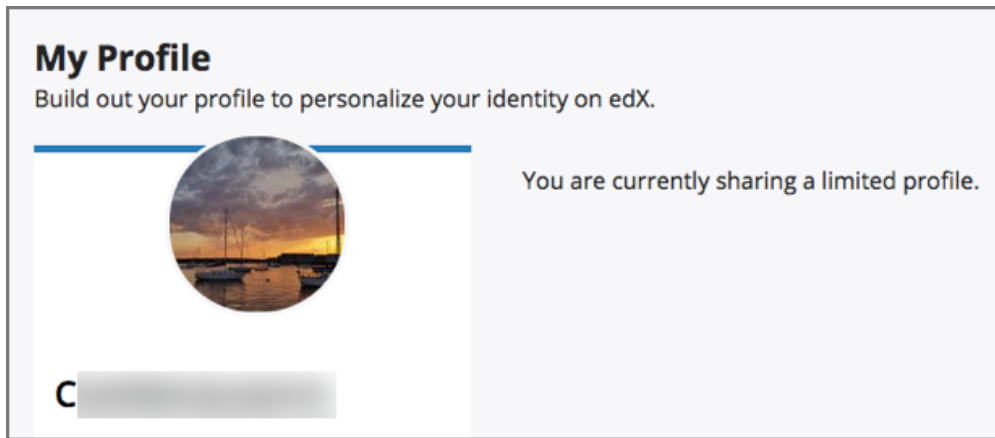 My Profile
Build out your profile to personalize your identity on edX.
You are currently sharing a limited profile.
C